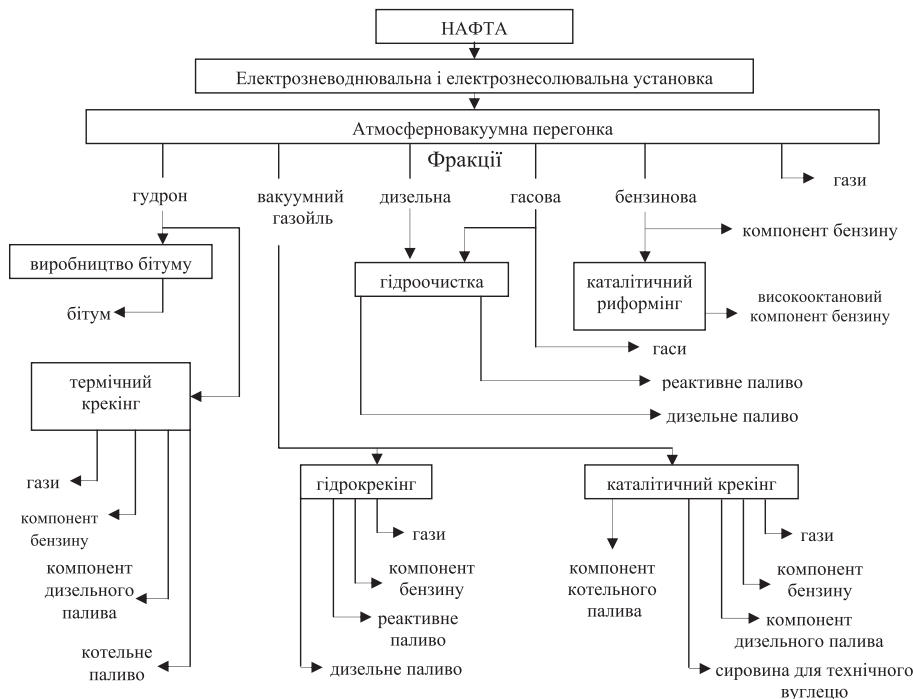 НАФТА
Електрозневоднювальна і електрознесолювальна установка
Атмосферновакуумна перегонка
Фракції
гудрон
вакуумний
газойль
дизельна
гасова
бензинова
гази
компонент бензину
виробництво бітуму
гідроочистка
каталітичний
риформінг
високооктановий
компонент бензину
бітум
гаси
термічний
крекінг
реактивне паливо
дизельне паливо
гази
компонент
бензину
компонент
дизельного
палива
котельне
паливо
гідрокрекінг
гази
компонент
бензину
реактивне
паливо
дизельне паливо
каталітичний крекінг
компонент
котельного
палива
гази
компонент
бензину
компонент
дизельного палива
сировина для технічного
вуглецю